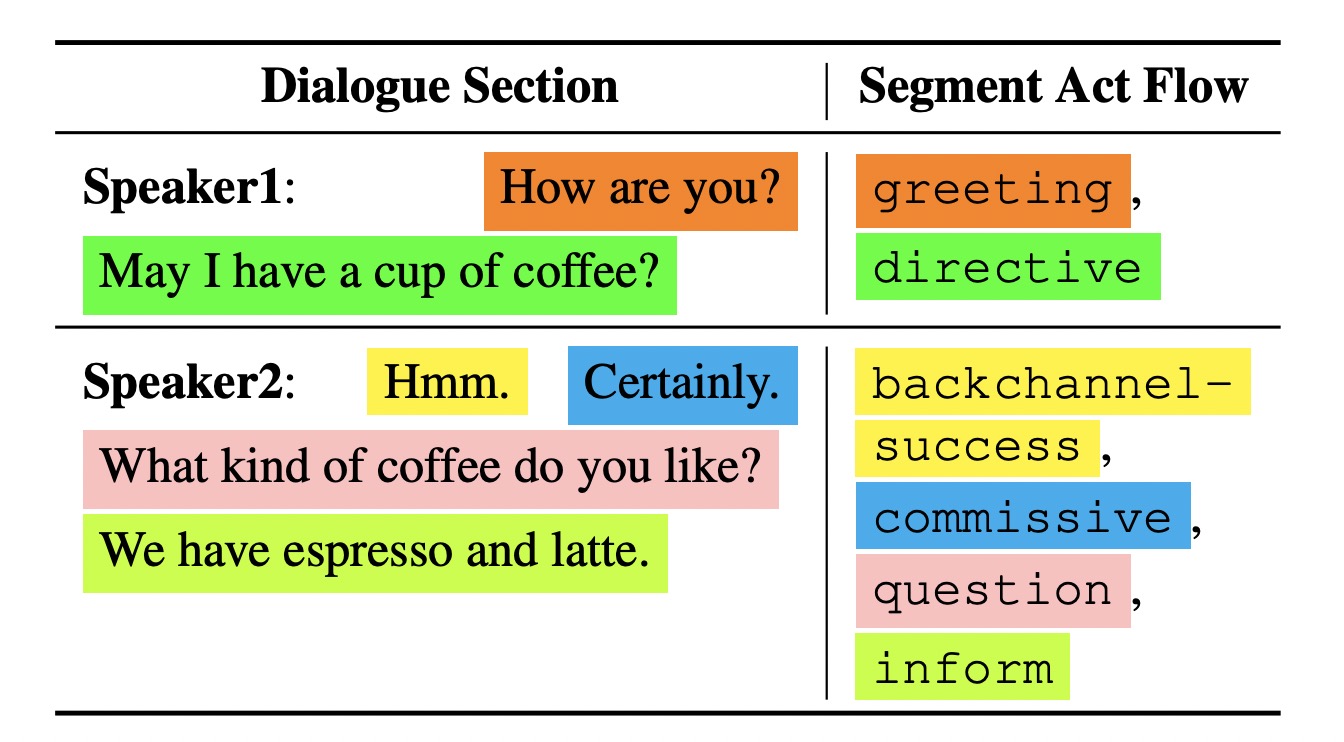 Dialogue Section Segment Act Flow
Speaker1: How are you? greeting,
May I have a cup of coffee? directive
Speaker2: Hmm. Certainly. backchannel-
What kind of coffee do you like? success,
We have espresso and latte. commissive,
question,
inform